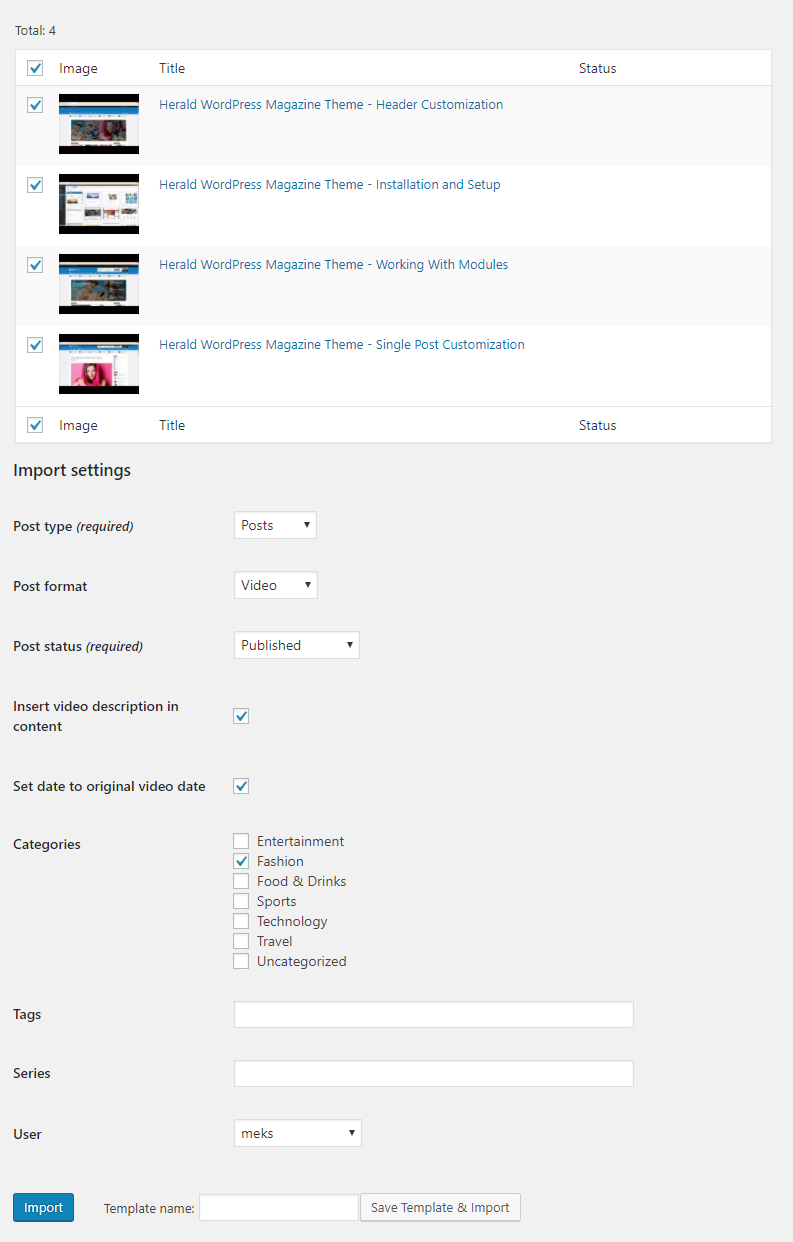 Total: 4
Image Title Status
Herald WordPress Magazine Theme - Header Customization
Herald WordPress Magazine Theme - Installation and Setup
Herald WordPress Magazine Theme - Working With Modules
Herald WordPress Magazine Theme - Single Post Customization
Image Title Status
Import settings
Post type (required) Posts
Post format Video
Post status (required) Published
Insert video description in
content
Set date to original video date
Categories
Entertainment
Fashion
Food & Drinks
Sports
Technology
Travel
Uncategorized
Tags
Series
User meks
Import Template name: Save Template & Import